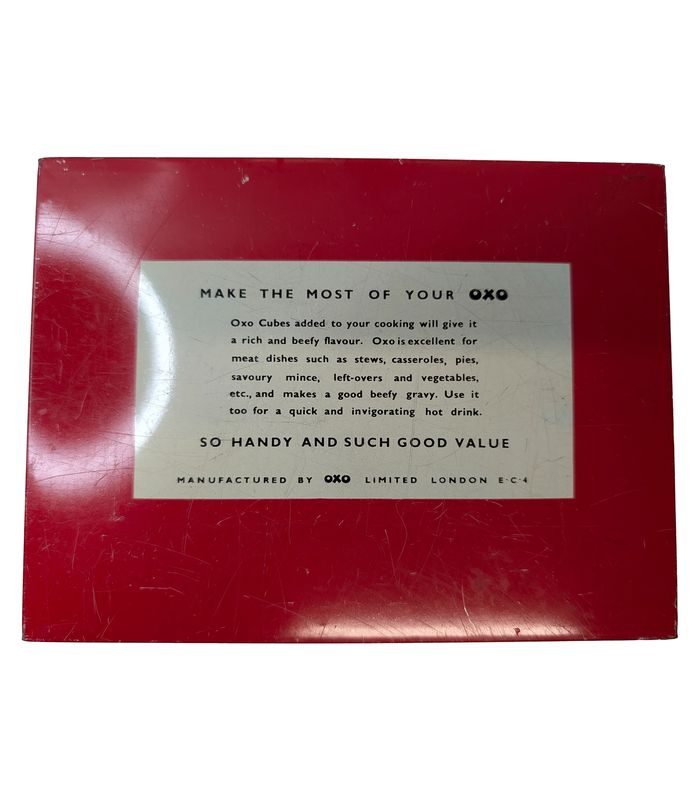 MAKE THE MOST OF YOUR OXO
Oxo Cubes added to your cooking will give it
a rich and beefy flavour. Oxo is excellent for
meat dishes such as stews, casseroles, pies,
savoury mince, left-overs and vegetables,
etc., and makes a good beefy gravy. Use it
too for a quick and invigorating hot drink.
SO HANDY AND SUCH GOOD VALUE
MANUFACTURED BY OXO LIMITED LONDON E·C·4
P